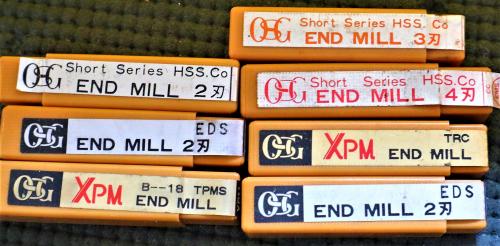 OSG Short Series HSS.Co
END MILL 3刃
OSG Short Series HSS.Co
END MILL 2刃
OSG Short Series HSS.Co
END MILL 4刃
OSG EDS
END MILL 2刃
OSG XPM TRC
END MILL
OSG XPM B--18 TPMS
END MILL
OSG EDS
END MILL 2刃